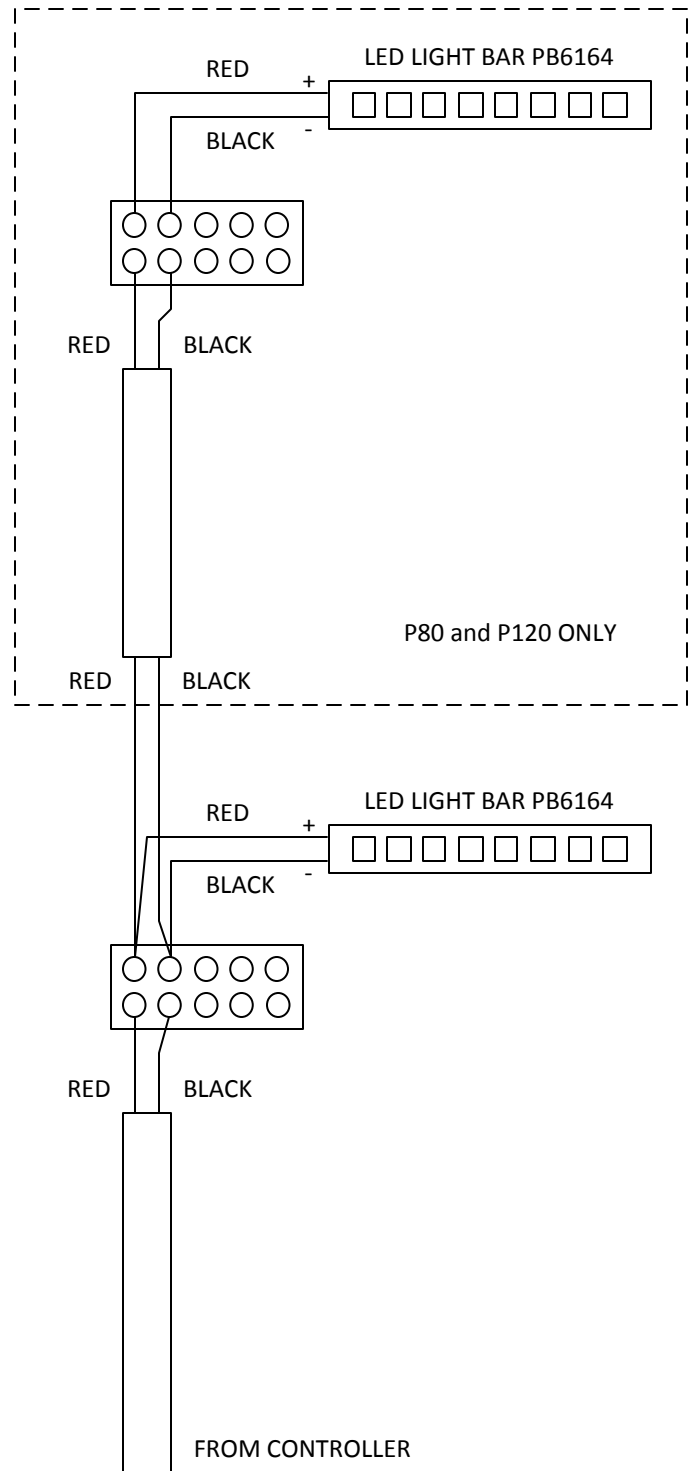 LED LIGHT BAR PB6164
RED
+
BLACK
-
RED
BLACK
P80 and P120 ONLY
RED
BLACK
LED LIGHT BAR PB6164
RED
+
BLACK
-
RED
BLACK
FROM CONTROLLER